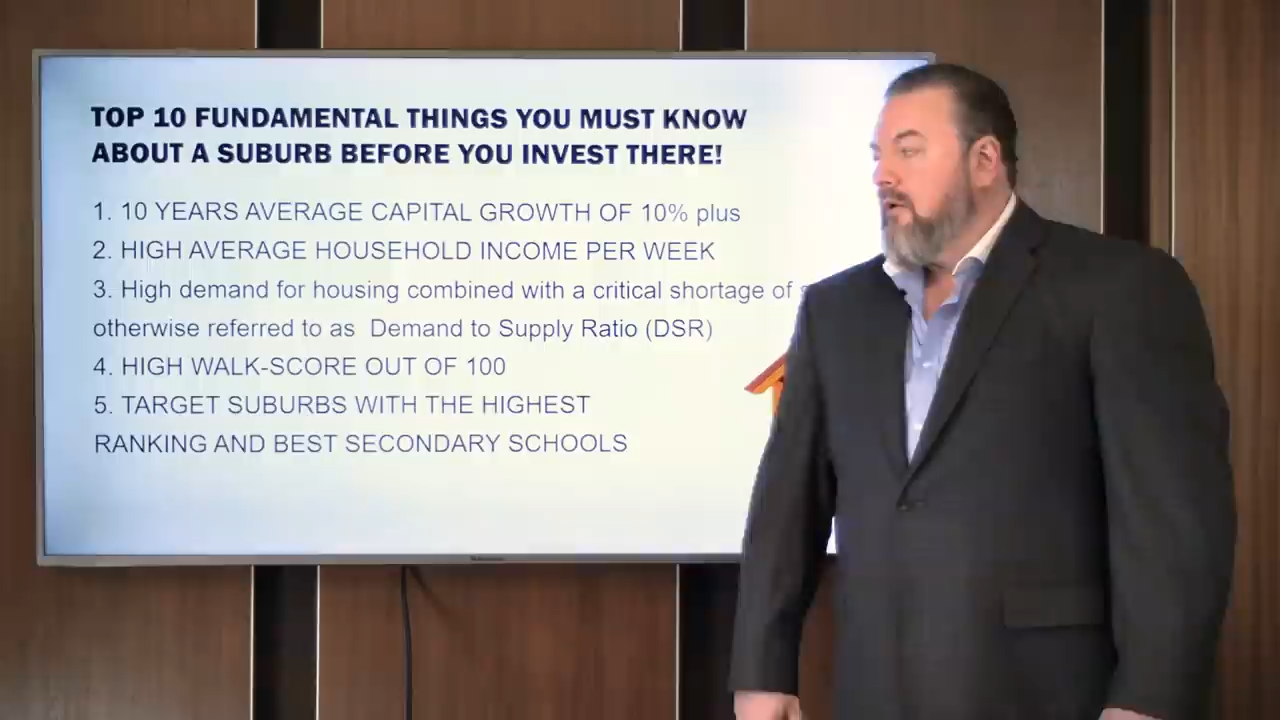 TOP 10 FUNDAMENTAL THINGS YOU MUST KNOW
ABOUT A SUBURB BEFORE YOU INVEST THERE!
1. 10 YEARS AVERAGE CAPITAL GROWTH OF 10% plus
2. HIGH AVERAGE HOUSEHOLD INCOME PER WEEK
3. High demand for housing combined with a critical shortage of
otherwise referred to as Demand to Supply Ratio (DSR)
4. HIGH WALK-SCORE OUT OF 100
5. TARGET SUBURBS WITH THE HIGHEST
RANKING AND BEST SECONDARY SCHOOLS